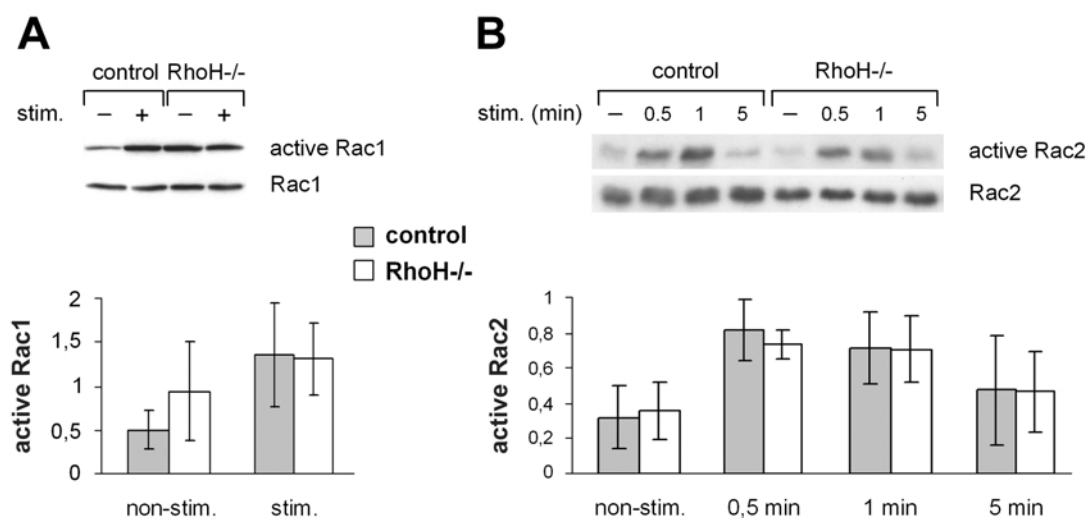 A
control RhoH-/-
stim. – + – +
active Rac1
Rac1
B
control RhoH-/-
stim. (min) – 0.5 1 5 – 0.5 1 5
active Rac2
Rac2
control
RhoH-/-
active Rac1
2
1,5
1
0,5
0
non-stim. stim.
active Rac2
1
0,8
0,6
0,4
0,2
0
non-stim. 0,5 min 1 min 5 min